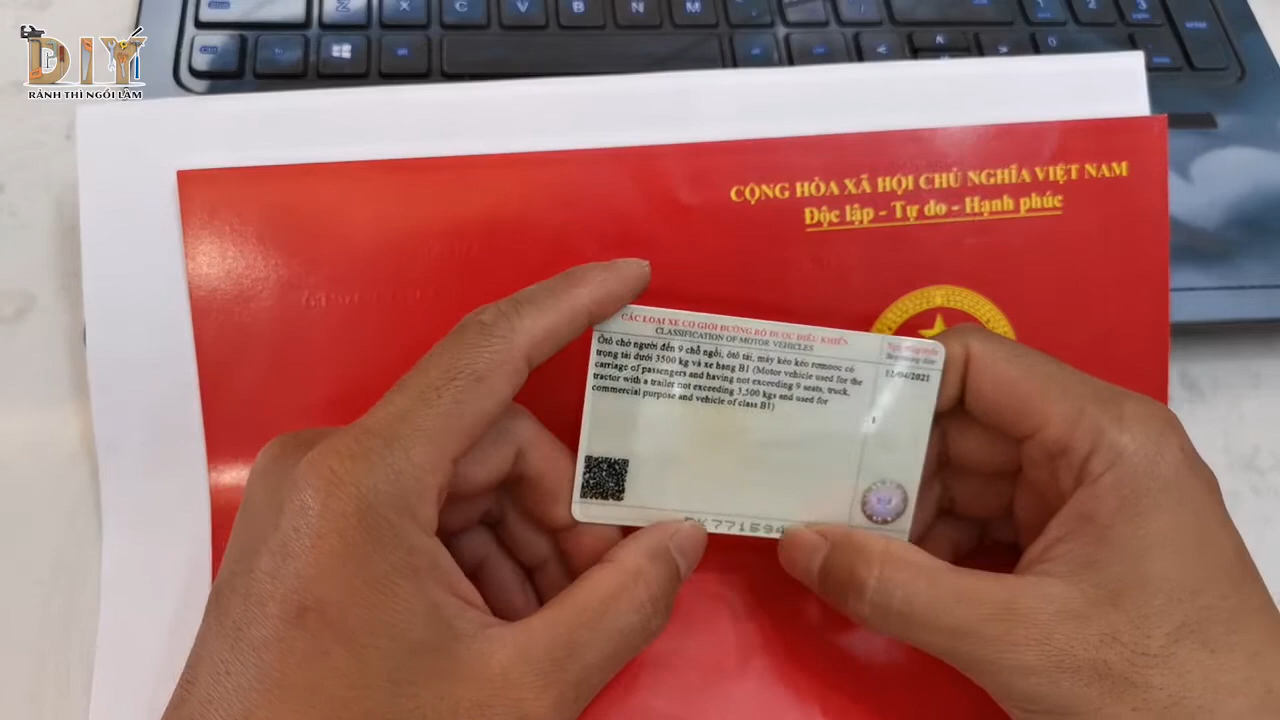 DIY
RẢNH THÌ NGỒI LÀM
Z X C V B N M
CỘNG HÒA XÃ HỘI CHỦ NGHĨA VIỆT NAM
Độc lập - Tự do - Hạnh phúc
CÁC LOẠI XE CƠ GIỚI ĐƯỜNG BỘ ĐƯỢC ĐIỀU KHIỂN
CLASSIFICATION OF MOTOR VEHICLES
Ôtô chở người đến 9 chỗ ngồi, ôtô tải, máy kéo kéo rơmooc có
trọng tải dưới 3500 kg và xe hạng B1 (Motor vehicle used for the
carriage of passengers and having not exceeding 9 seats, truck,
tractor with a trailer not exceeding 3,500 kgs and used for
commercial purpose and vehicle of class B1)
Beginning date
12/04/2021